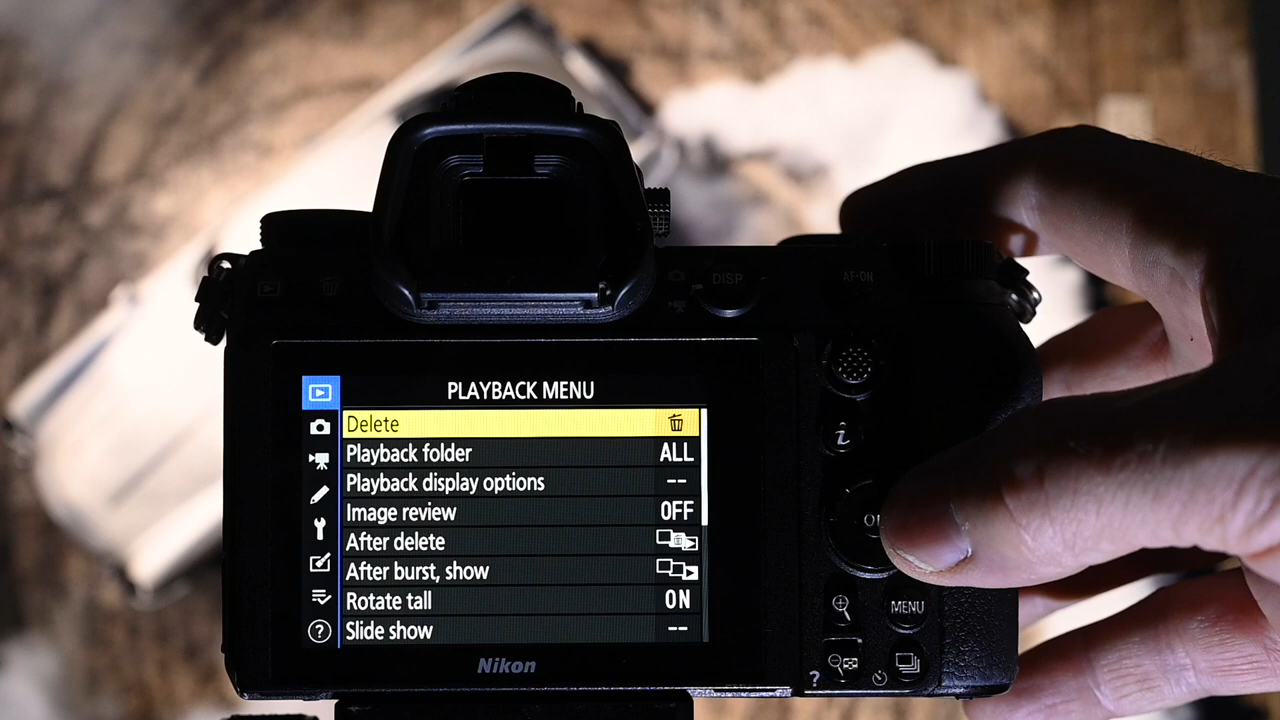 DISP
AF-ON
PLAYBACK MENU
Delete
Playback folder ALL
Playback display options --
Image review OFF
After delete
After burst, show
Rotate tall ON
Slide show --
?
i
MENU
?
Nikon